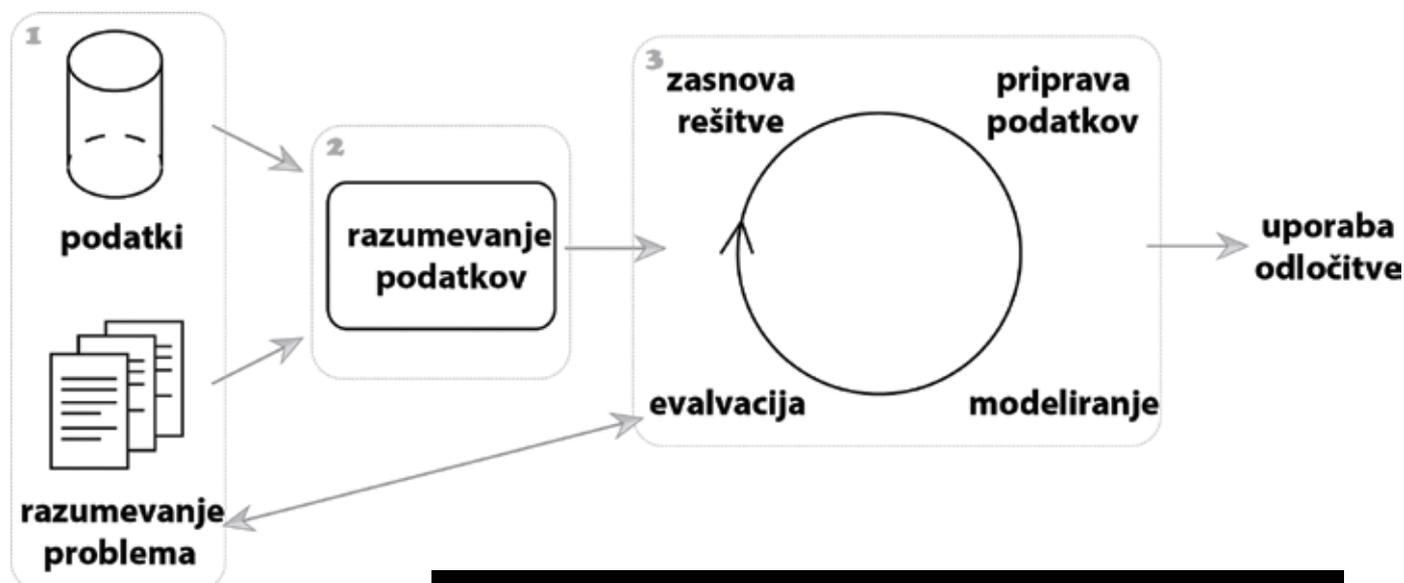 1
podatki
razumevanje
problema
2
razumevanje
podatkov
3
zasnova
rešitve
priprava
podatkov
evalvacija
modeliranje
uporaba
odločitve